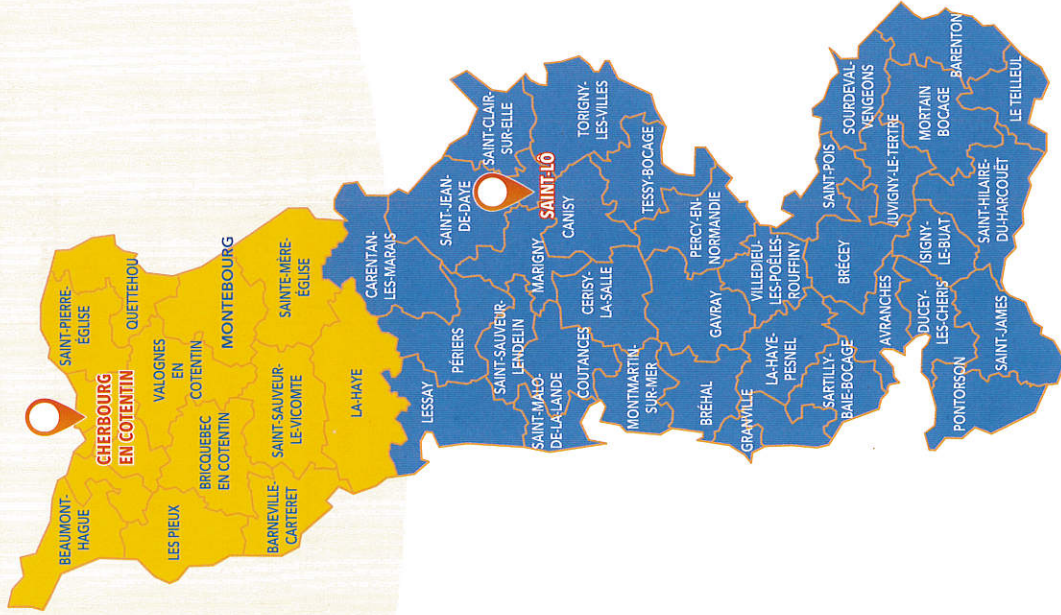 BEAUMONT-
HAGUE
CHERBOURG
EN COTENTIN
SAINT-PIERRE-
ÉGLISE
QUETTEHOU
LES PIEUX
VALOGNES
EN
COTENTIN
BRICQUEBEC
EN COTENTIN
MONTEBOURG
BARNEVILLE-
CARTERET
SAINT-SAUVEUR-
LE-VICOMTE
SAINTE-MÈRE-
ÉGLISE
LA-HAYE
CARENTAN-
LES-MARAIS
LESSAY
PÉRIERS
SAINT-JEAN-
DE-DAYE
SAINT-CLAIR-
SUR-ELLE
SAINT-SAUVEUR-
LENDELIN
MARIGNY
SAINT-LÔ
CANISY
SAINT-MALO-
DE-LA-LANDE
COUTANCES
CERISY-
LA-SALLE
TORIGNY-
LES-VILLES
TESSY-BOCAGE
MONTMARTIN-
SUR-MER
BRÉHAL
GAVRAY
PERCY-EN-
NORMANDIE
GRANVILLE
LA-HAYE-
PESNEL
VILLEDIEU-
LES-POÊLES-
ROUFFINY
SARTILLY-
BAIE-BOCAGE
BRÉCEY
SAINT-POIS
SOURDEVAL-
VENGEONS
AVRANCHES
JUVIGNY-LE-TERTRE
MORTAIN
BOCAGE
BARENTON
DUCEY-
LES-CHERIS
ISIGNY-
LE-BUAT
PONTORSON
SAINT-JAMES
SAINT-HILAIRE-
DU-HARCOUËT
LE TEILLEUL